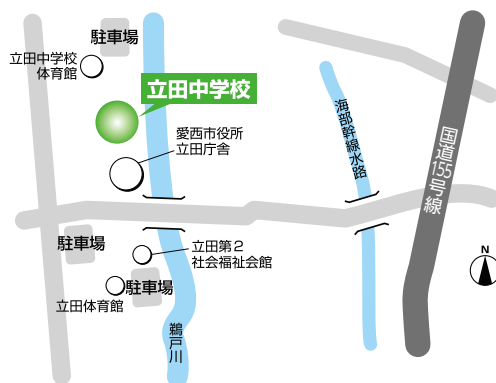 駐車場
立田中学校
体育館
立田中学校
愛西市役所
立田庁舎
海部幹線水路
国道155号線
駐車場
立田第2
社会福祉会館
駐車場
立田体育館
鵜戸川
N